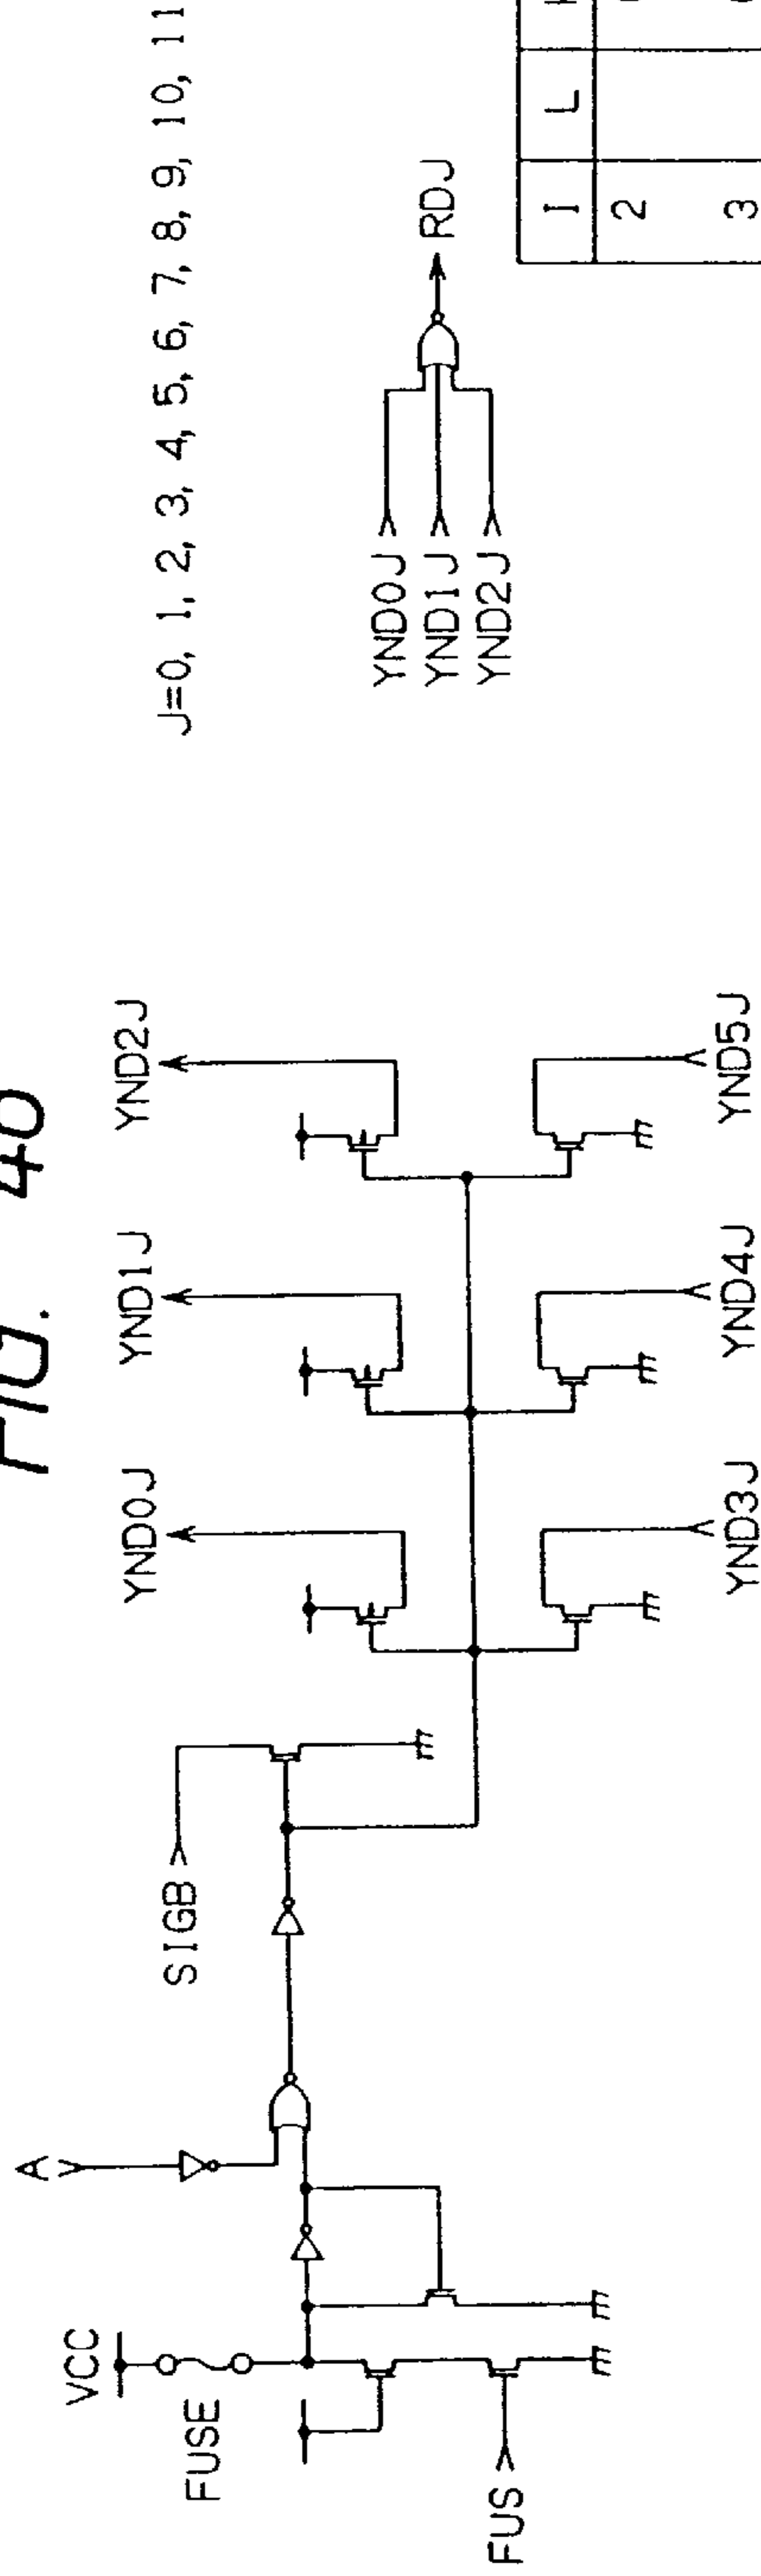 FIG. 40
J=0, 1, 2, 3, 4, 5, 6, 7, 8, 9, 10, 11
VCC
FUSE
FUS
A
SIGB
YND0J
YND1J
YND2J
YND3J
YND4J
YND5J
YND0J
YND1J
YND2J
RDJ
I L
2
3